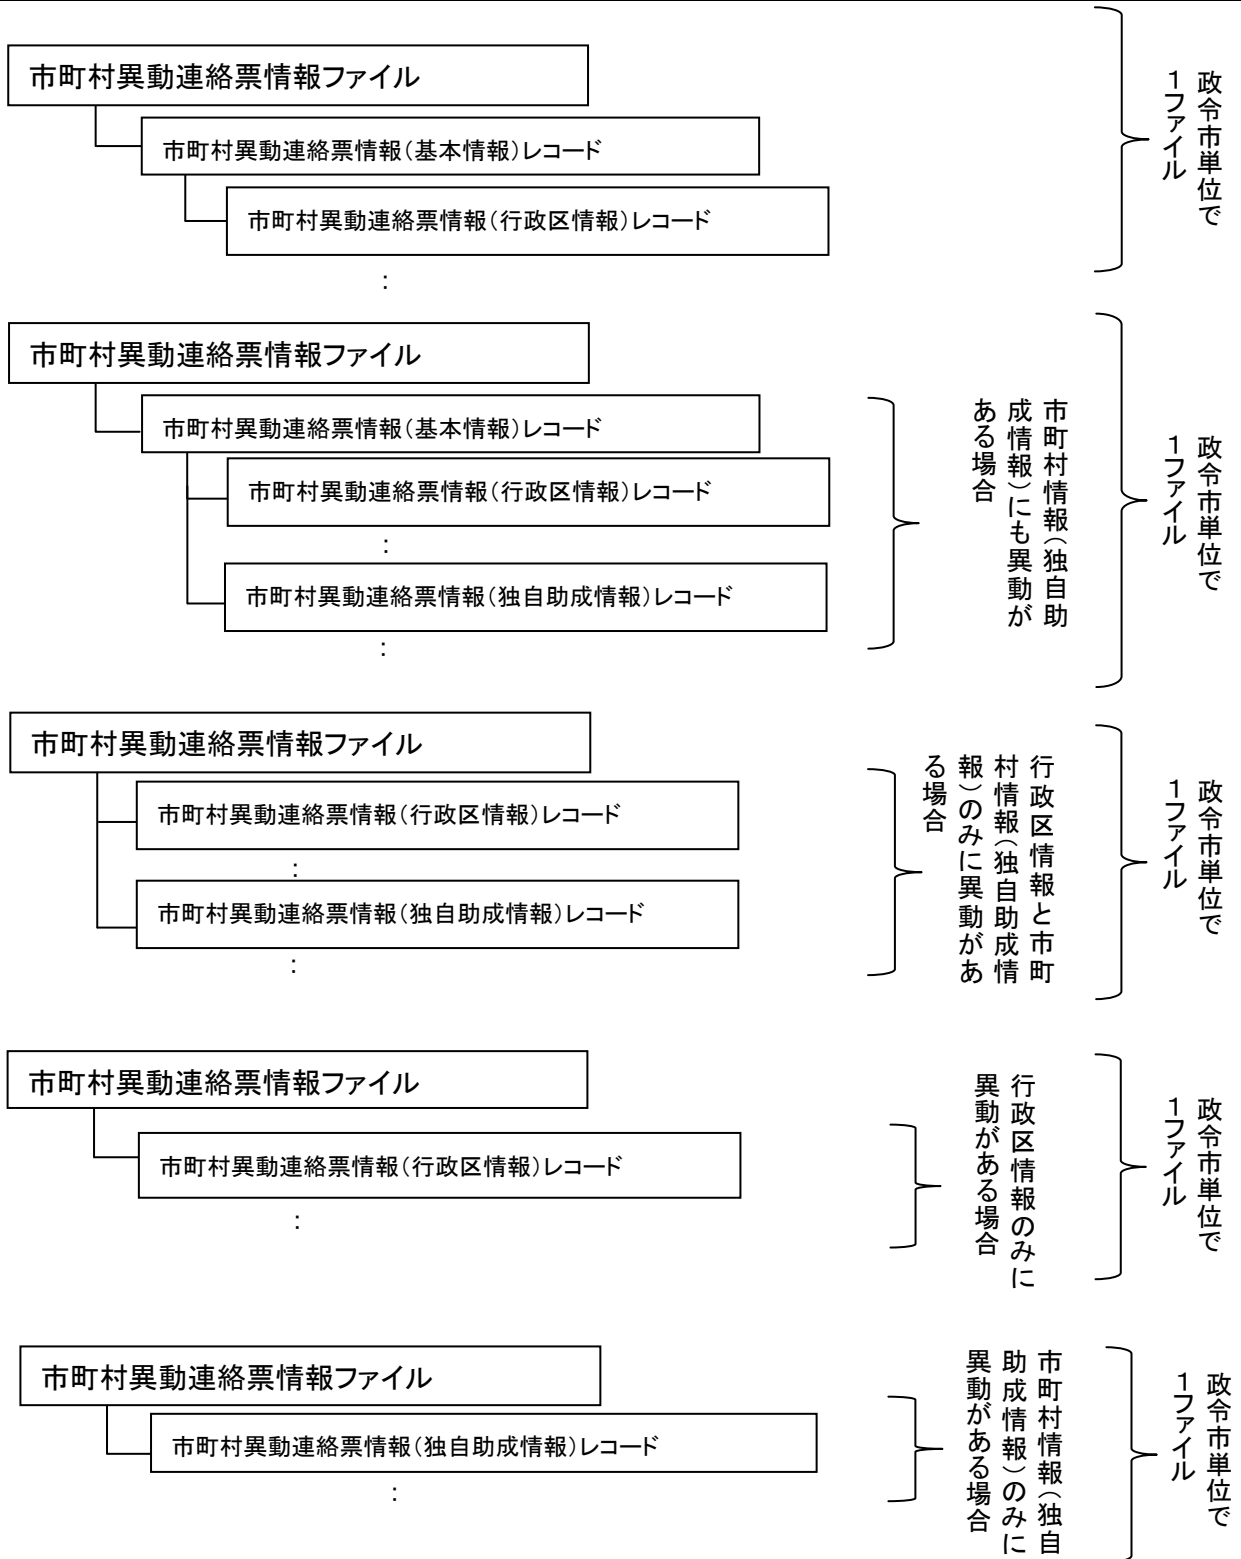 市町村異動連絡票情報ファイル
市町村異動連絡票情報(基本情報)レコード
市町村異動連絡票情報(行政区情報)レコード
:
政令市単位で
1ファイル
市町村異動連絡票情報ファイル
市町村異動連絡票情報(基本情報)レコード
市町村異動連絡票情報(行政区情報)レコード
:
市町村異動連絡票情報(独自助成情報)レコード
:
市町村情報(独自助
成情報)にも異動が
ある場合
政令市単位で
1ファイル
市町村異動連絡票情報ファイル
市町村異動連絡票情報(行政区情報)レコード
:
市町村異動連絡票情報(独自助成情報)レコード
:
行政区情報と市町
村情報(独自助成情
報)のみに異動があ
る場合
政令市単位で
1ファイル
市町村異動連絡票情報ファイル
市町村異動連絡票情報(行政区情報)レコード
:
行政区情報のみに
異動がある場合
政令市単位で
1ファイル
市町村異動連絡票情報ファイル
市町村異動連絡票情報(独自助成情報)レコード
:
市町村情報(独自
助成情報)のみに
異動がある場合
政令市単位で
1ファイル